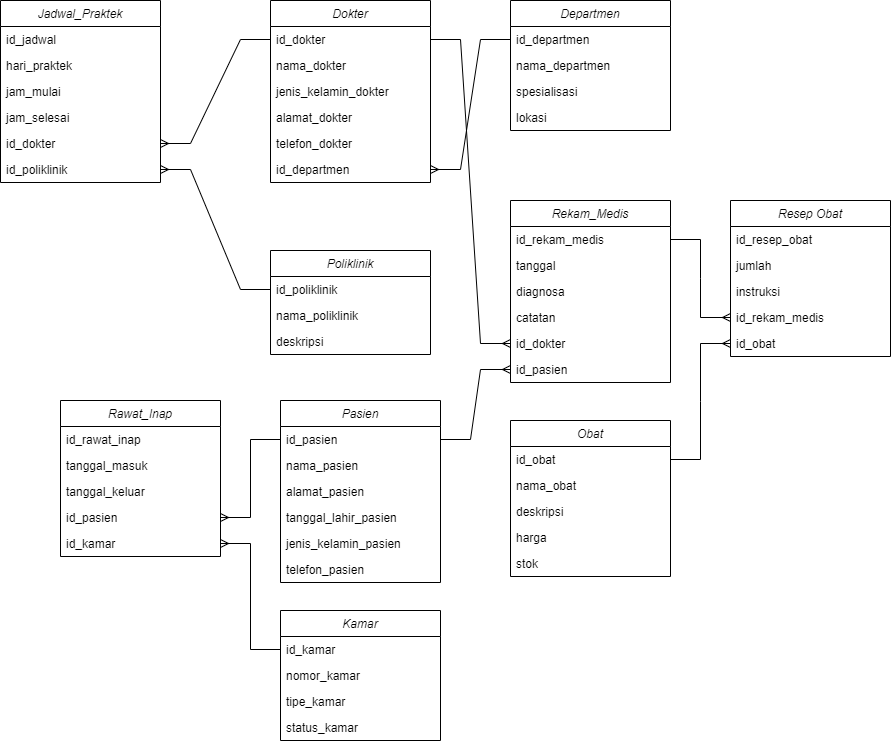 Jadwal_Praktek
id_jadwal
hari_praktek
jam_mulai
jam_selesai
id_dokter
id_poliklinik
Dokter
id_dokter
nama_dokter
jenis_kelamin_dokter
alamat_dokter
telefon_dokter
id_departmen
Departmen
id_departmen
nama_departmen
spesialisasi
lokasi
Poliklinik
id_poliklinik
nama_poliklinik
deskripsi
Rekam_Medis
id_rekam_medis
tanggal
diagnosa
catatan
id_dokter
id_pasien
Resep Obat
id_resep_obat
jumlah
instruksi
id_rekam_medis
id_obat
Rawat_Inap
id_rawat_inap
tanggal_masuk
tanggal_keluar
id_pasien
id_kamar
Pasien
id_pasien
nama_pasien
alamat_pasien
tanggal_lahir_pasien
jenis_kelamin_pasien
telefon_pasien
Obat
id_obat
nama_obat
deskripsi
harga
stok
Kamar
id_kamar
nomor_kamar
tipe_kamar
status_kamar